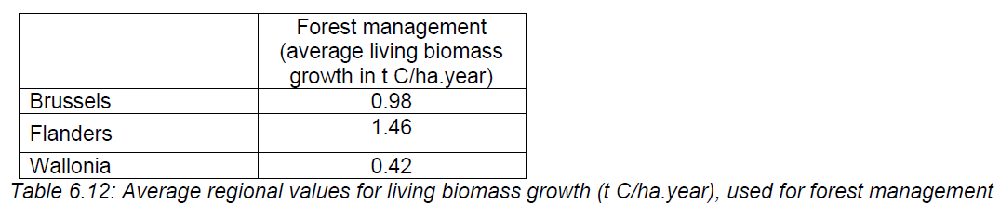 Forest management
(average living biomass
growth in t C/ha.year)
Brussels 0.98
Flanders 1.46
Wallonia 0.42
Table 6.12: Average regional values for living biomass growth (t C/ha.year), used for forest management